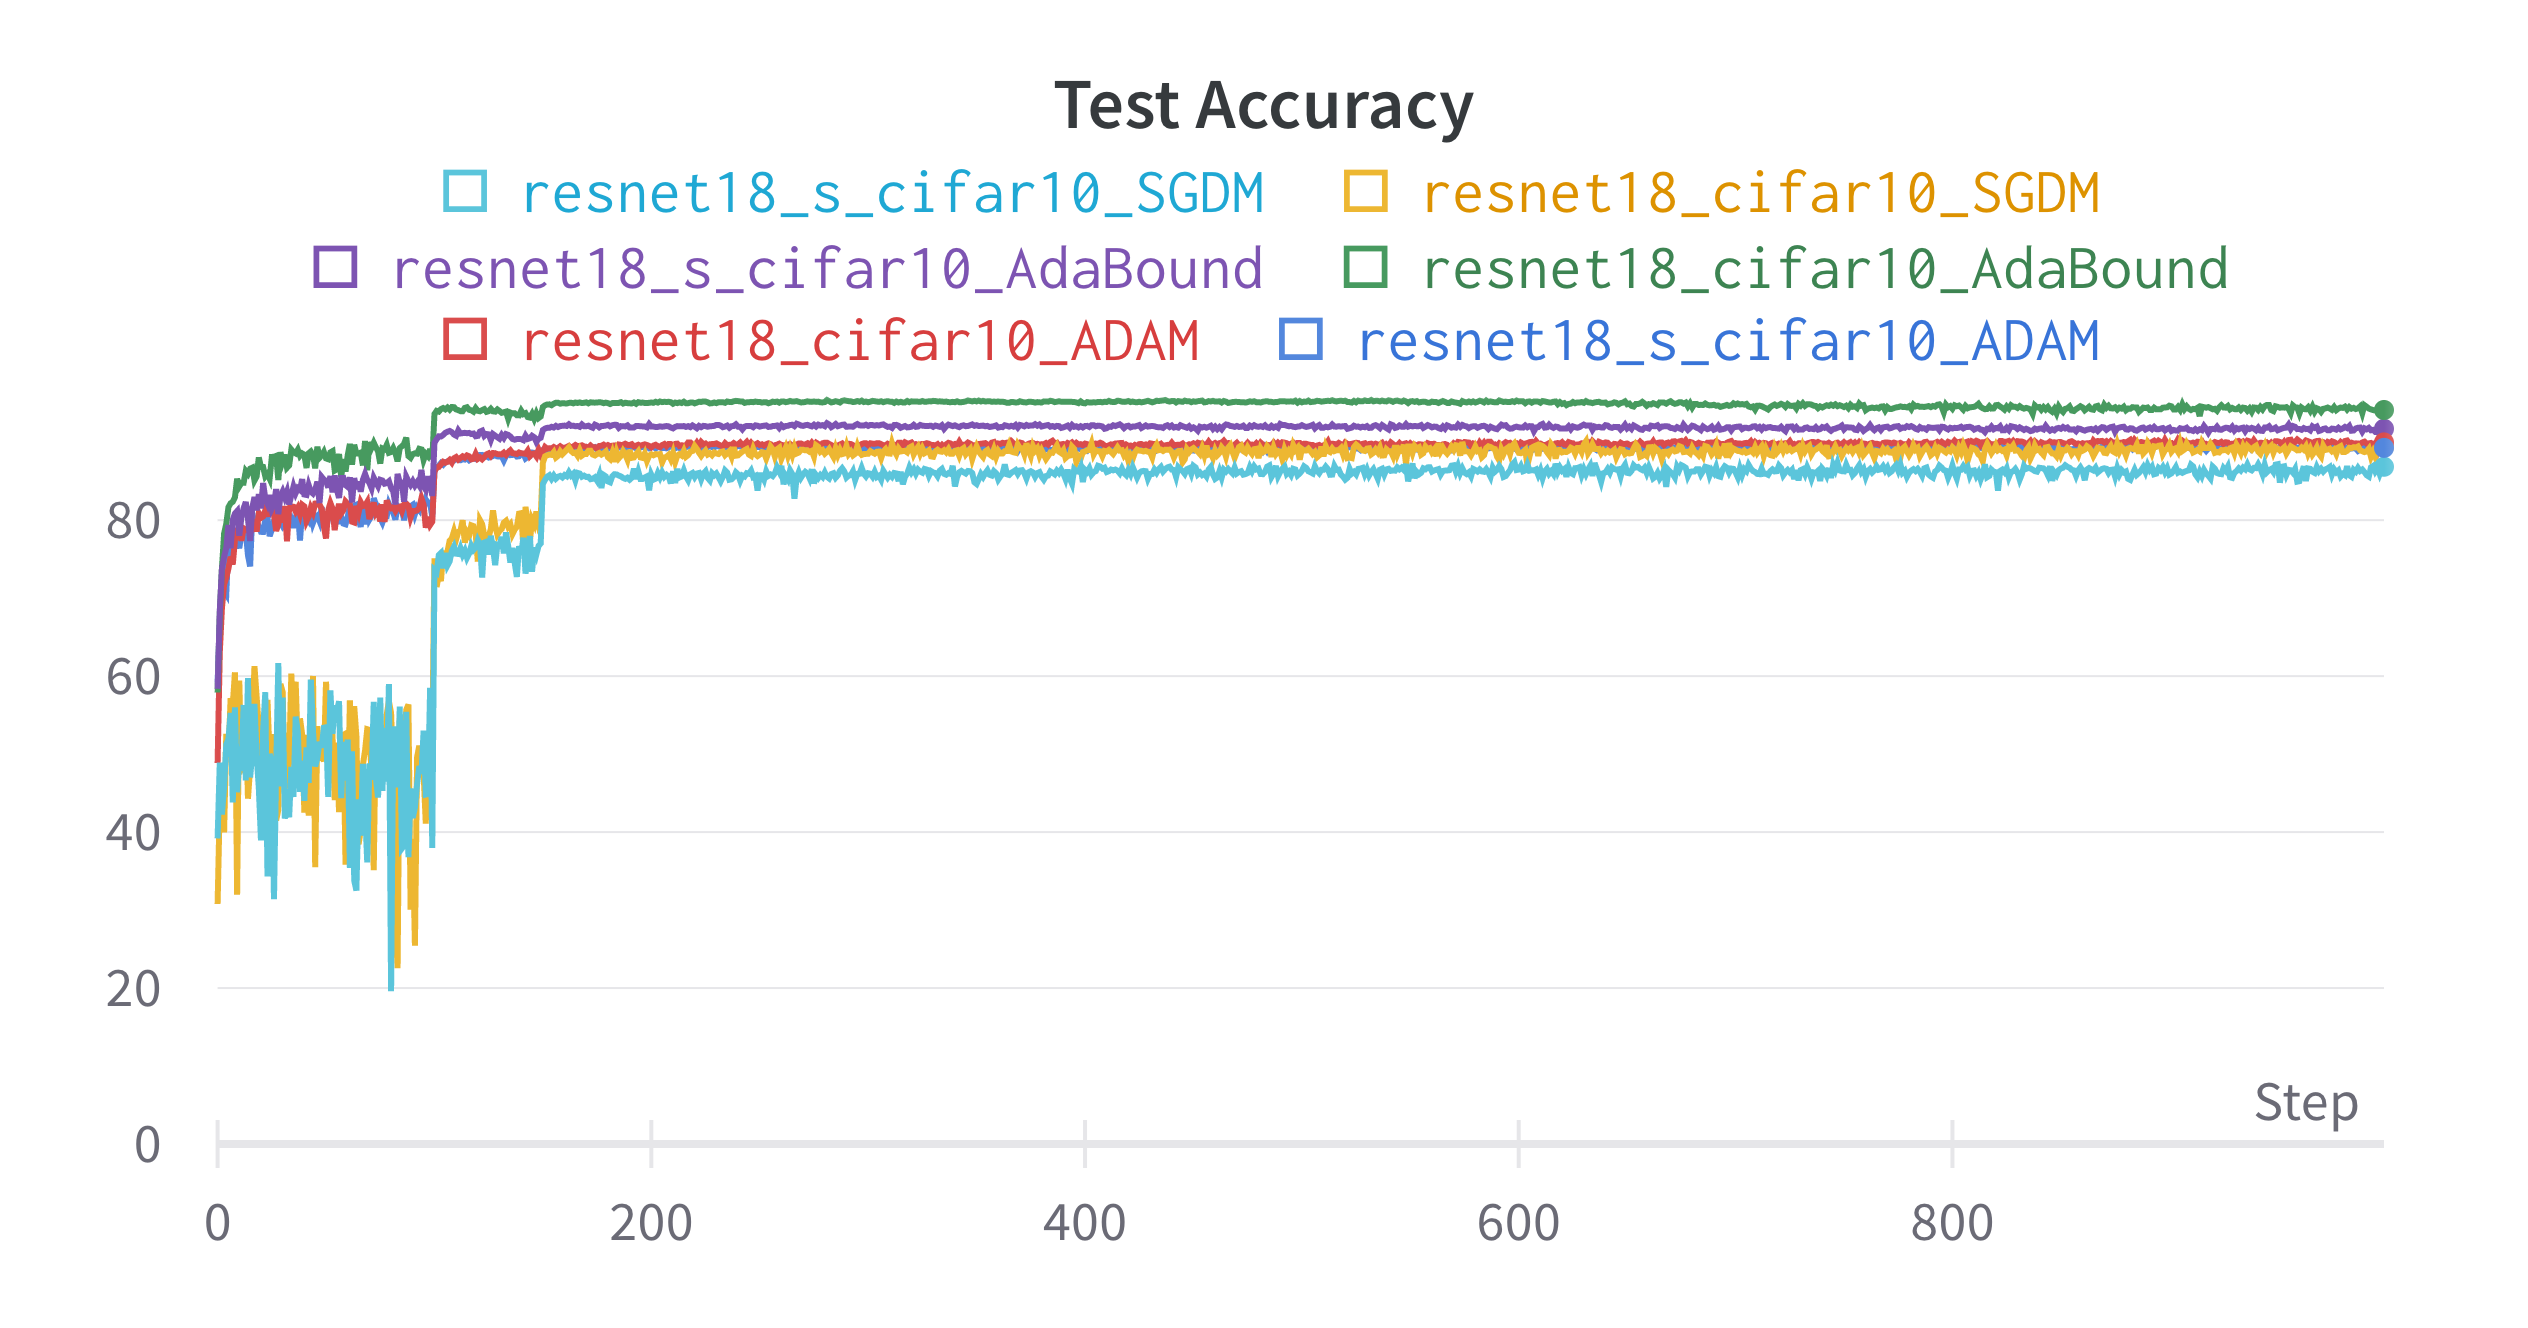 Test Accuracy
resnet18_s_cifar10_SGDM resnet18_cifar10_SGDM
resnet18_s_cifar10_AdaBound resnet18_cifar10_AdaBound
resnet18_cifar10_ADAM resnet18_s_cifar10_ADAM
80
60
40
20
Step
0
0 200 400 600 800